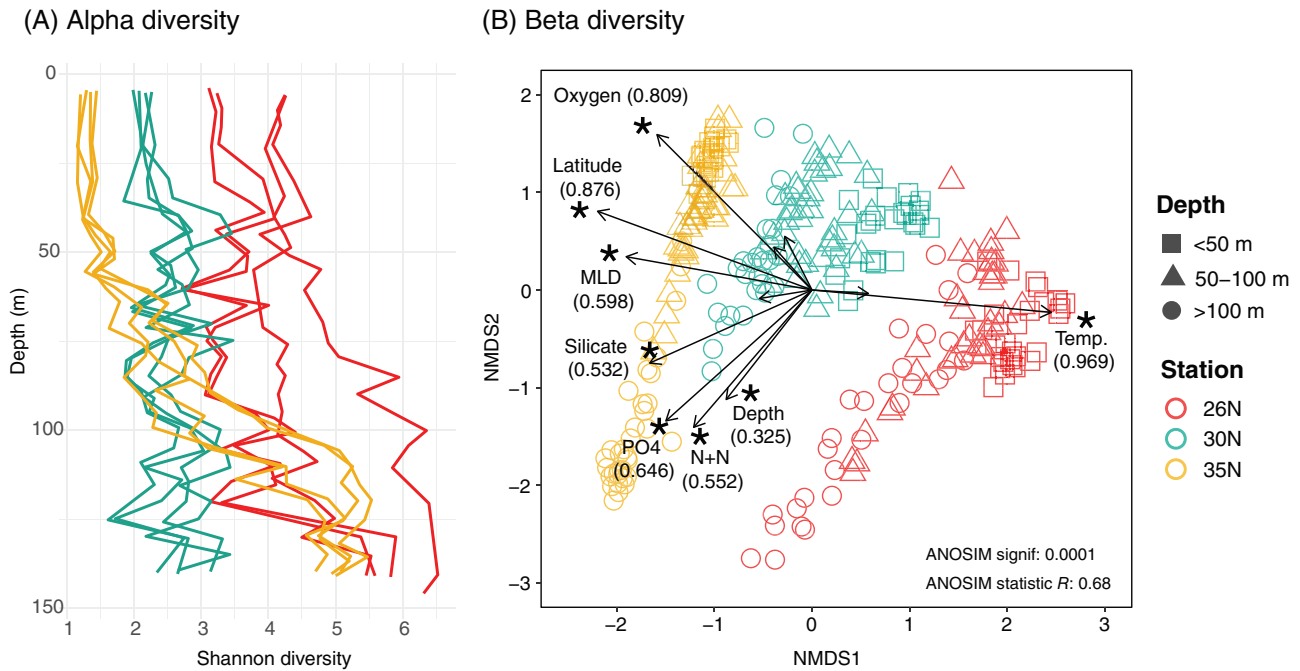 (A) Alpha diversity
0
50
100
150
Depth (m)
1 2 3 4 5 6
Shannon diversity
(B) Beta diversity
2
1
0
−1
−2
−3
NMDS2
−2 −1 0 1 2 3
NMDS1
Oxygen (0.809)
Latitude
(0.876)
MLD
(0.598)
Silicate
(0.532)
PO4
(0.646)
N+N
(0.552)
Depth
(0.325)
Temp.
(0.969)
ANOSIM signif: 0.0001
ANOSIM statistic R: 0.68
Depth
<50 m
50–100 m
>100 m
Station
26N
30N
35N